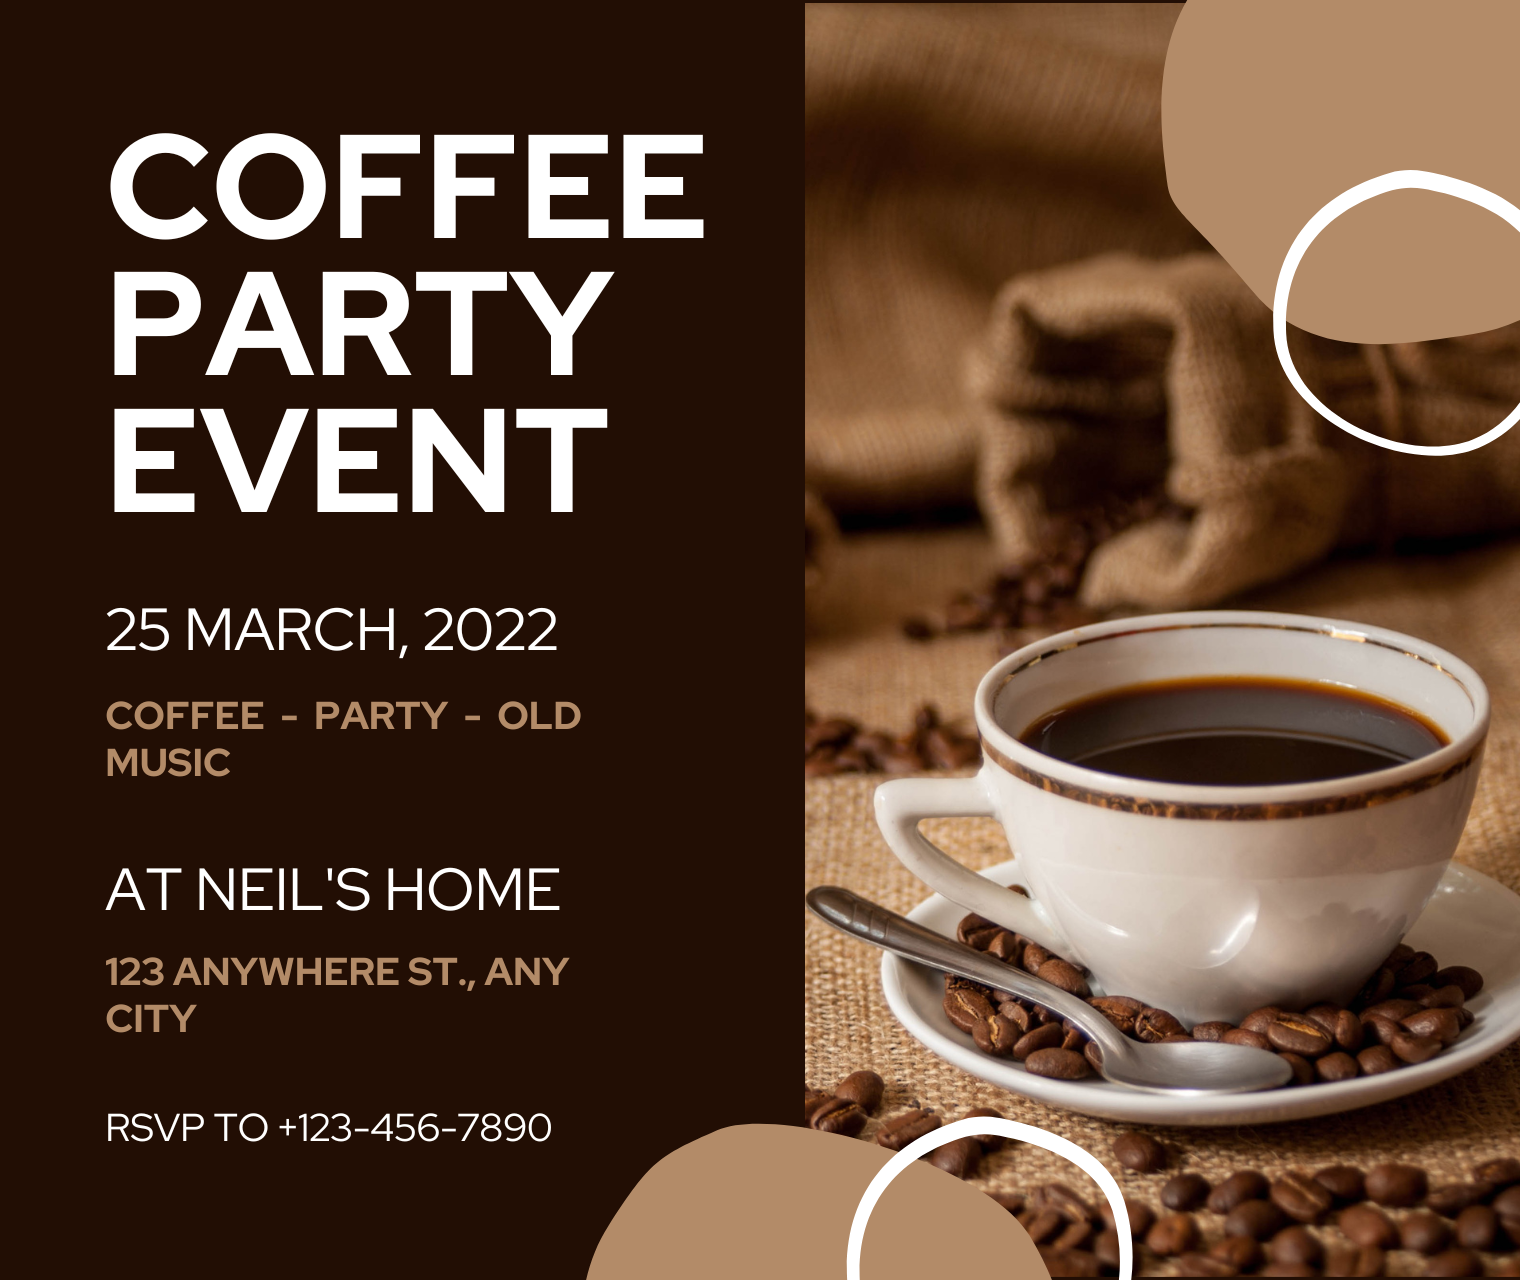 COFFEE
PARTY
EVENT
25 MARCH, 2022
COFFEE - PARTY - OLD
MUSIC
AT NEIL'S HOME
123 ANYWHERE ST., ANY
CITY
RSVP TO +123-456-7890